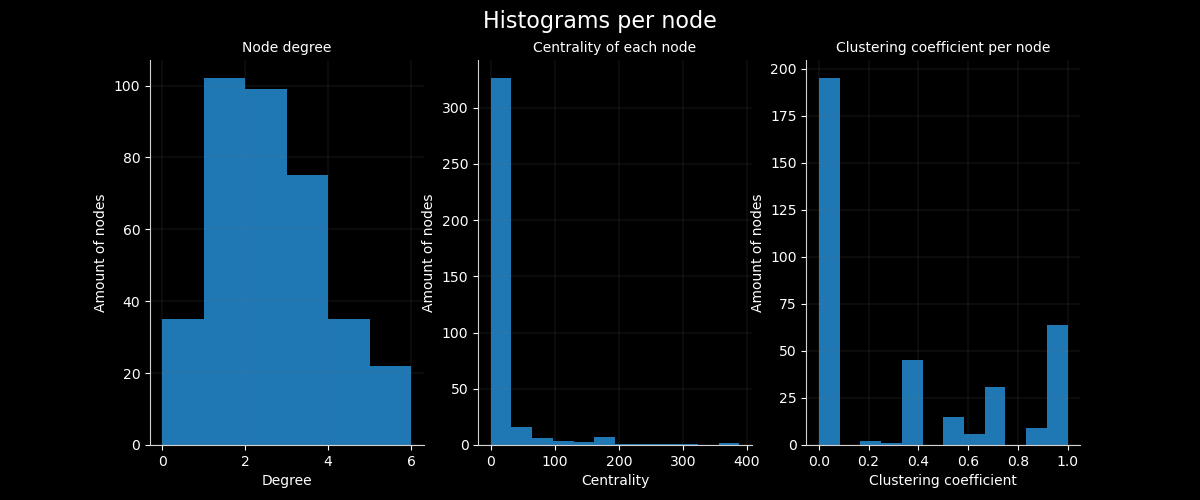 Histograms per node
Node degree
Centrality of each node
Clustering coefficient per node
Amount of nodes
100
80
60
40
20
0
0 2 4 6
Degree
Amount of nodes
300
250
200
150
100
50
0
0 100 200 300 400
Centrality
Amount of nodes
200
175
150
125
100
75
50
25
0
0.0 0.2 0.4 0.6 0.8 1.0
Clustering coefficient